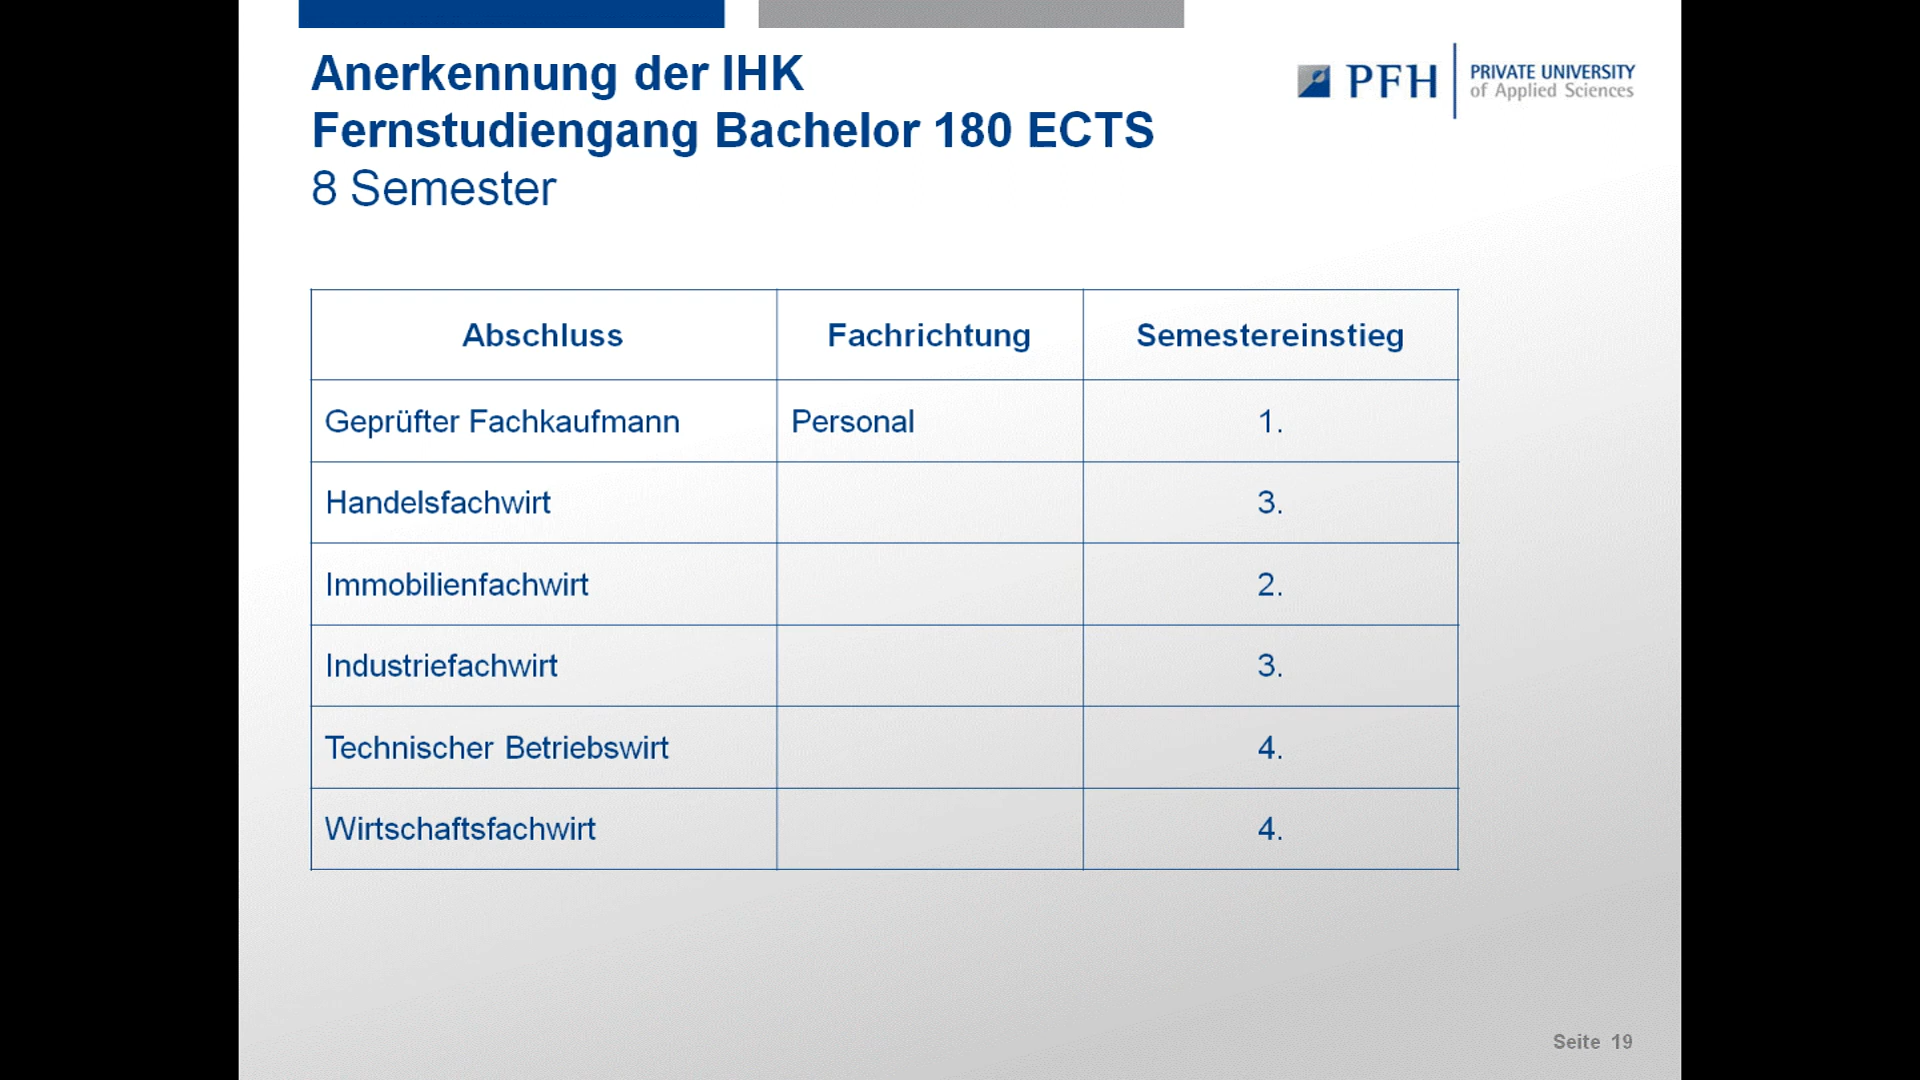 Anerkennung der IHK
Fernstudiengang Bachelor 180 ECTS
8 Semester
PFH PRIVATE UNIVERSITY
of Applied Sciences
Abschluss Fachrichtung Semestereinstieg
Geprüfter Fachkaufmann Personal 1.
Handelsfachwirt 3.
Immobilienfachwirt 2.
Industriefachwirt 3.
Technischer Betriebswirt 4.
Wirtschaftsfachwirt 4.
Seite 19